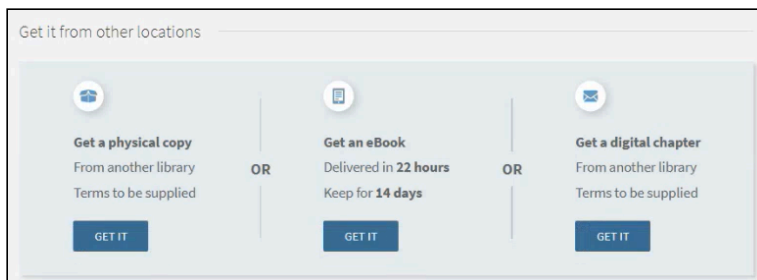 Get it from other locations
Get a physical copy
From another library
Terms to be supplied
GET IT
OR
Get an eBook
Delivered in 22 hours
Keep for 14 days
GET IT
OR
Get a digital chapter
From another library
Terms to be supplied
GET IT